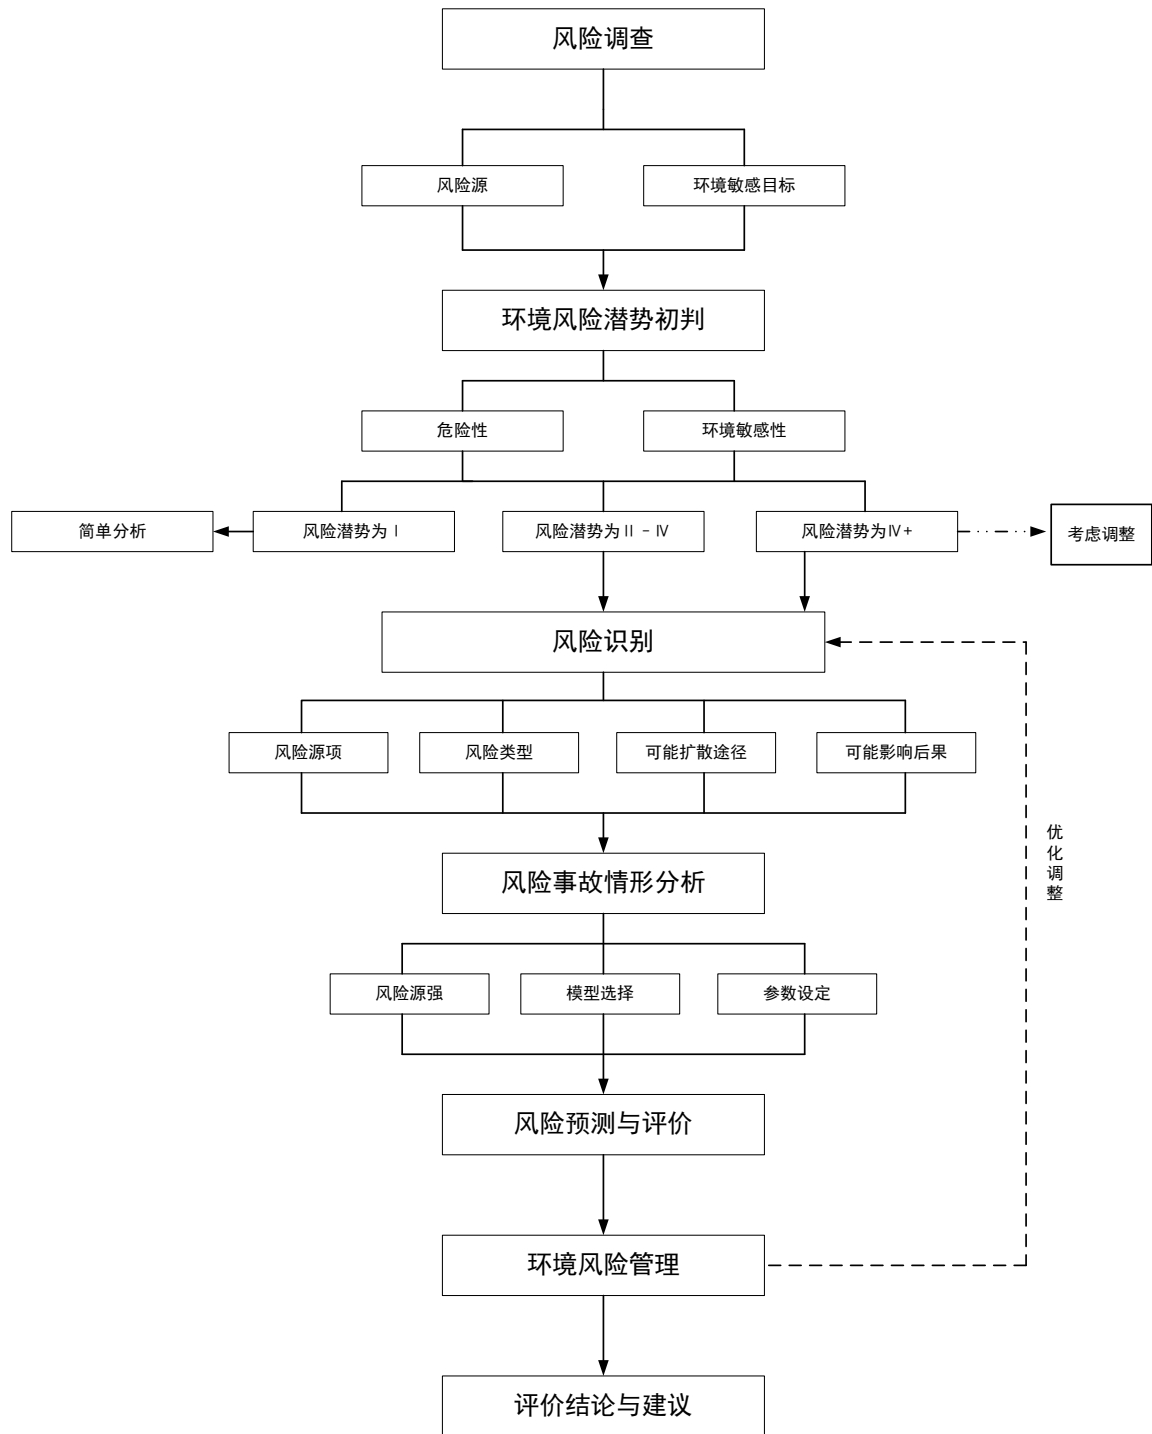 风险调查
风险源
环境敏感目标
环境风险潜势初判
危险性
环境敏感性
简单分析
风险潜势为Ⅰ
风险潜势为Ⅱ－Ⅳ
风险潜势为Ⅳ+
考虑调整
风险识别
风险源项
风险类型
可能扩散途径
可能影响后果
优
化
调
整
风险事故情形分析
风险源强
模型选择
参数设定
风险预测与评价
环境风险管理
评价结论与建议